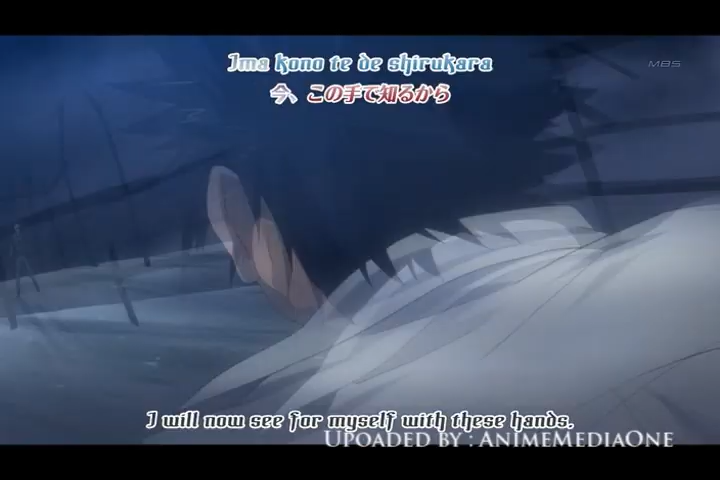 Ima kono te de shirukara
MBS
今、この手で知るから
I will now see for myself with these hands.
UPOADED BY : ANIMEMEDIAONE